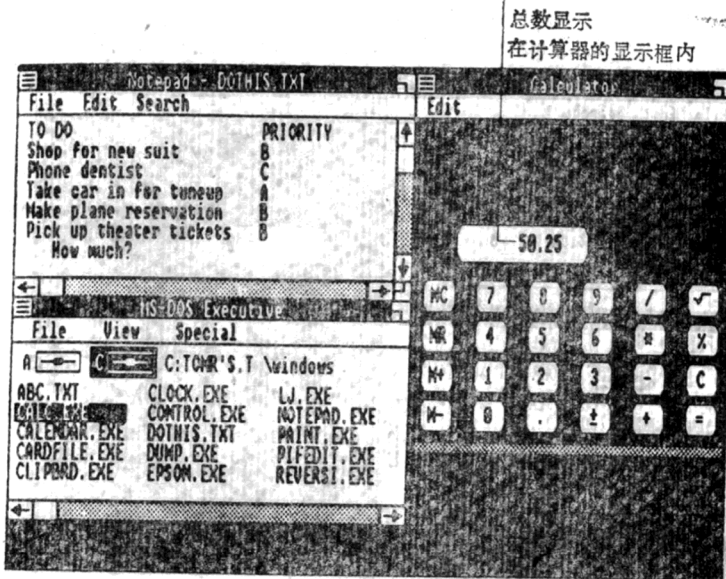 总数显示
在计算器的显示框内
Notepad - DOTHIS.TXT
File Edit Search
TO DO PRIORITY
Shop for new suit B
Phone dentist C
Take car in for tuneup A
Make plane reservation B
Pick up theater tickets B
How much?
MS-DOS Executive
File View Special
A C C:TOMR'S.T \windows
ABC.TXT CLOCK.EXE LJ.EXE
CALC.EXE CONTROL.EXE NOTEPAD.EXE
CALENDAR.EXE DOTHIS.TXT PAINT.EXE
CARDFILE.EXE DUMP.EXE PIFEDIT.EXE
CLIPBRD.EXE EPSON.EXE REVERSI.EXE
Calculator
Edit
50.25
MC 7 8 9 / √
MR 4 5 6 * %
M+ 1 2 3 - C
M- 0 . ± + =